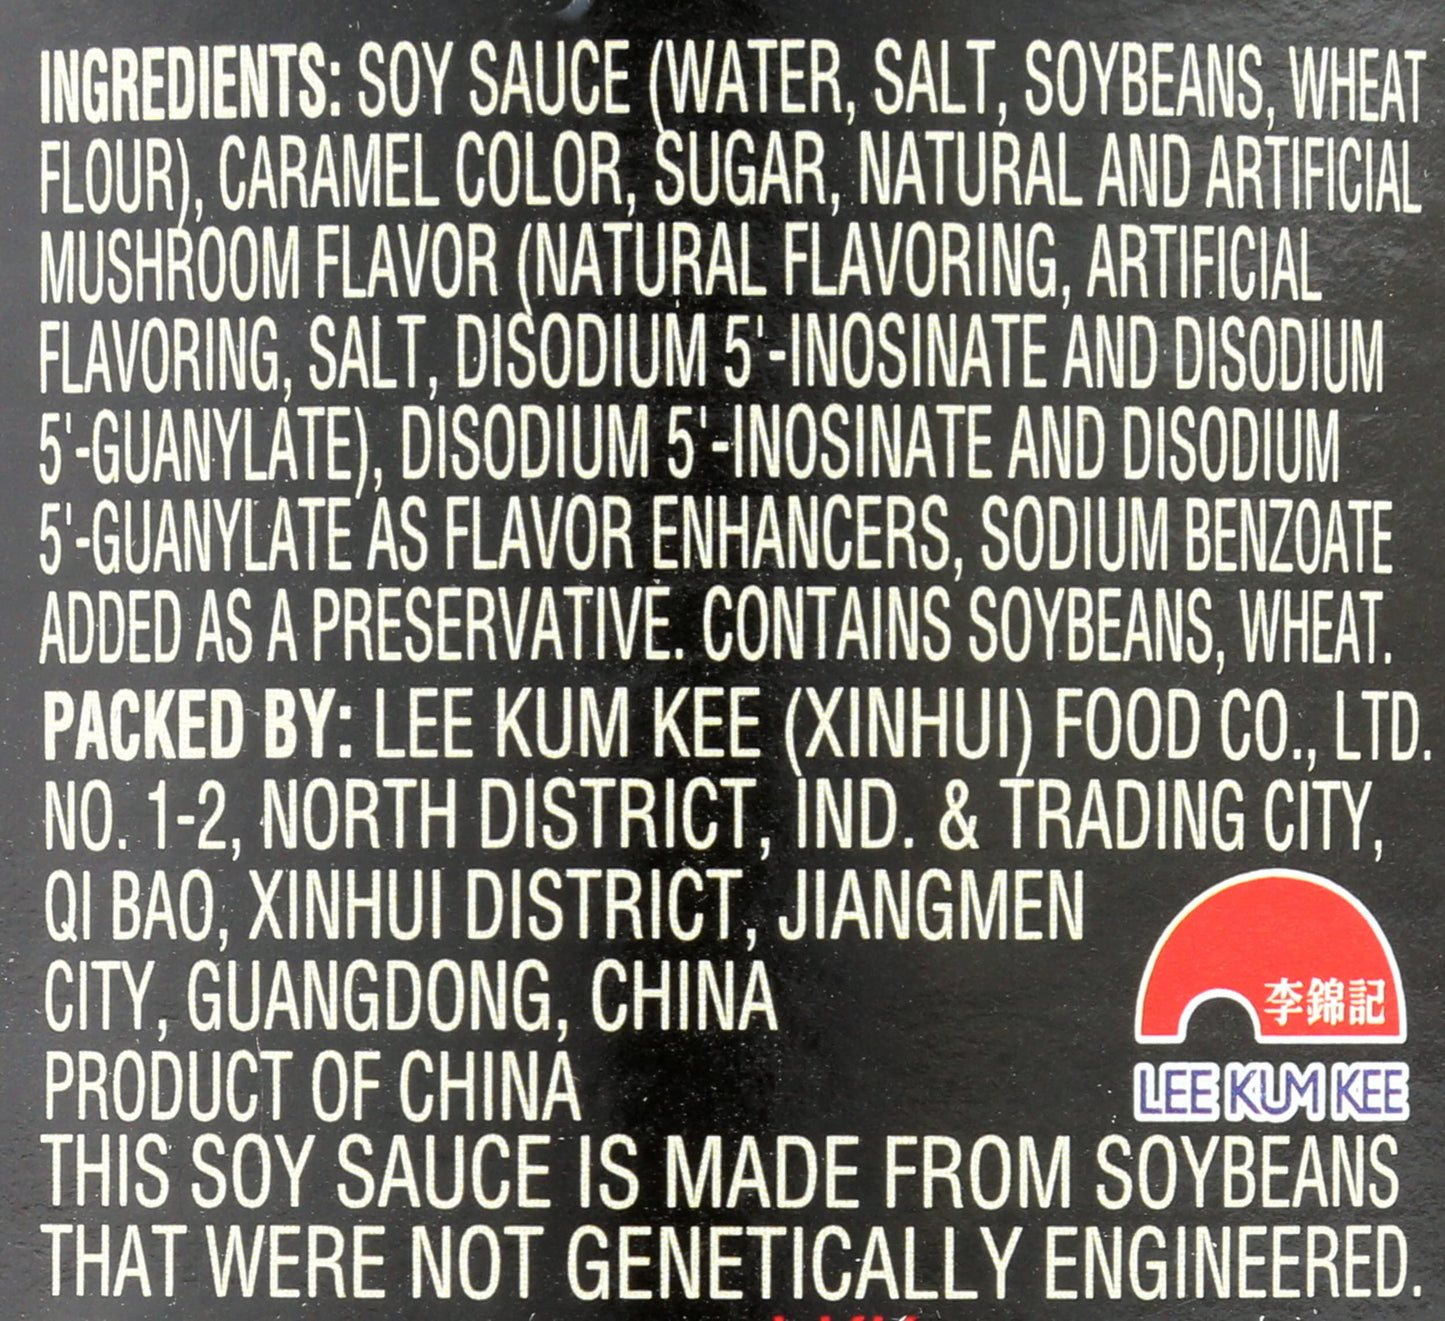 INGREDIENTS: SOY SAUCE (WATER, SALT, SOYBEANS, WHEAT
FLOUR), CARAMEL COLOR, SUGAR, NATURAL AND ARTIFICIAL
MUSHROOM FLAVOR (NATURAL FLAVORING, ARTIFICIAL
FLAVORING, SALT, DISODIUM 5'-INOSINATE AND DISODIUM
5'-GUANYLATE), DISODIUM 5'-INOSINATE AND DISODIUM
5'-GUANYLATE AS FLAVOR ENHANCERS, SODIUM BENZOATE
ADDED AS A PRESERVATIVE. CONTAINS SOYBEANS, WHEAT.
PACKED BY: LEE KUM KEE (XINHUI) FOOD CO., LTD.
NO. 1-2, NORTH DISTRICT, IND. & TRADING CITY,
QI BAO, XINHUI DISTRICT, JIANGMEN
CITY, GUANGDONG, CHINA
PRODUCT OF CHINA
李錦記
LEE KUM KEE
THIS SOY SAUCE IS MADE FROM SOYBEANS
THAT WERE NOT GENETICALLY ENGINEERED.